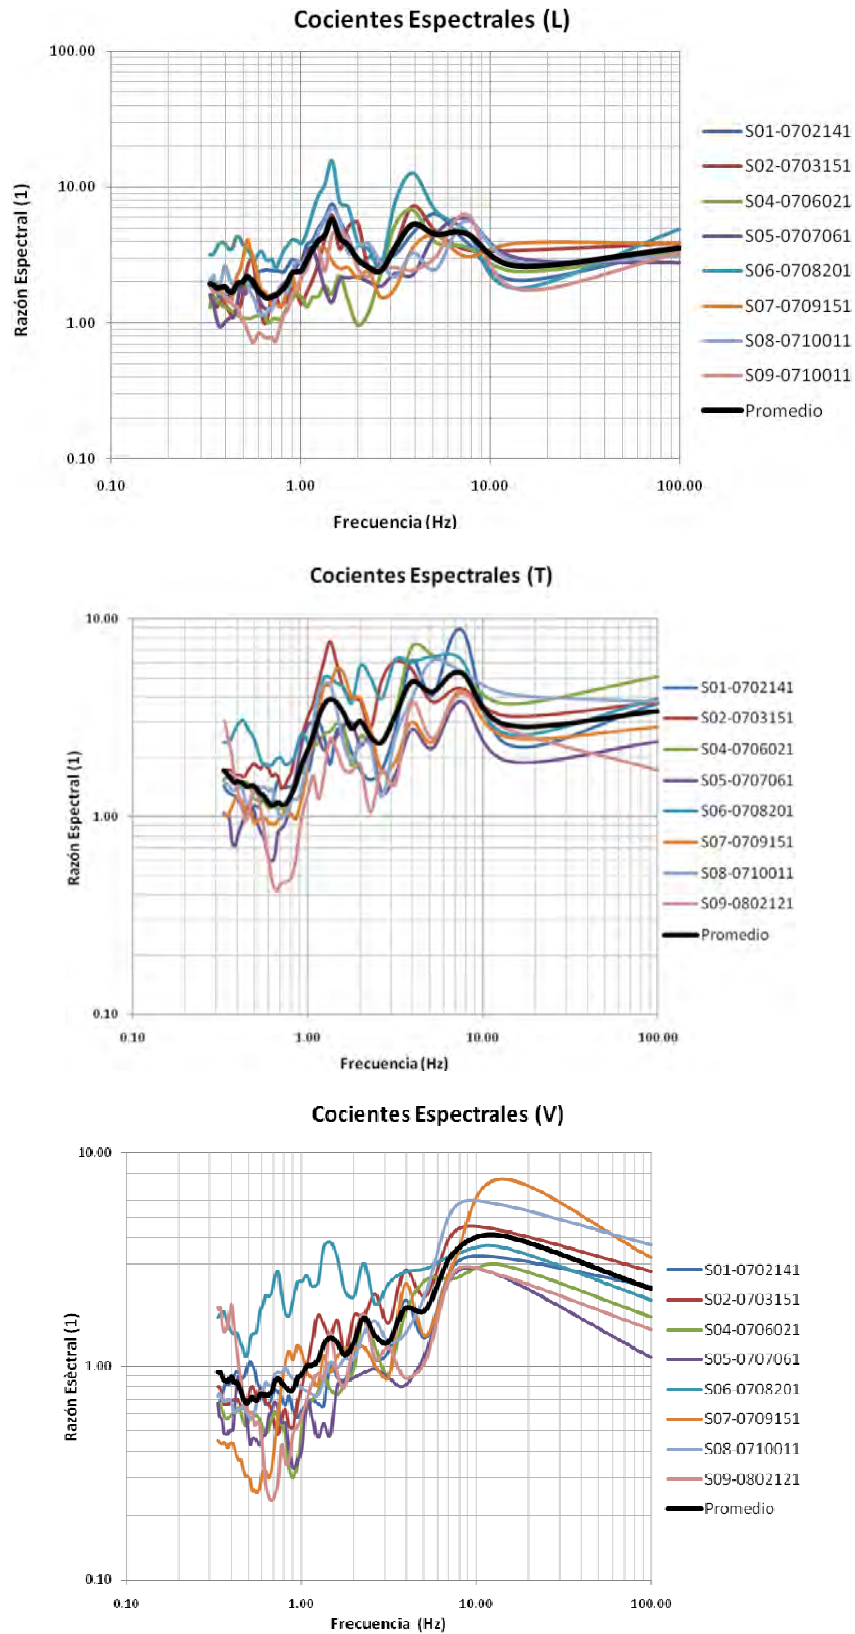 Cocientes Espectrales (L)
100.00
10.00
1.00
0.10
Razón Espectral (1)
0.10 1.00 10.00 100.00
Frecuencia (Hz)
S01-0702141
S02-0703151
S04-0706021
S05-0707061
S06-0708201
S07-0709151
S08-0710011
S09-0710011
Promedio
Cocientes Espectrales (T)
10.00
1.00
0.10
Razón Espectral (1)
0.10 1.00 10.00 100.00
Frecuencia (Hz)
S01-0702141
S02-0703151
S04-0706021
S05-0707061
S06-0708201
S07-0709151
S08-0710011
S09-0802121
Promedio
Cocientes Espectrales (V)
10.00
1.00
0.10
Razón Esèctral (1)
0.10 1.00 10.00 100.00
Frecuencia (Hz)
S01-0702141
S02-0703151
S04-0706021
S05-0707061
S06-0708201
S07-0709151
S08-0710011
S09-0802121
Promedio